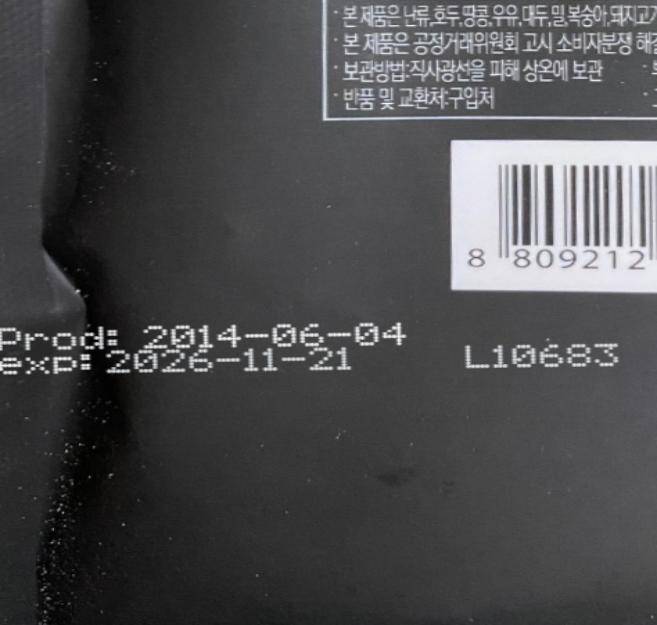 · 본 제품은 난류,호두,땅콩,우유,대두,밀,복숭아,돼지고기
· 본 제품은 공정거래위원회 고시 소비자분쟁 해결
· 보관방법:직사광선을 피해 상온에 보관
· 반품 및 교환처:구입처
8 809212
Prod: 2014-06-04
exp: 2026-11-21
L10683